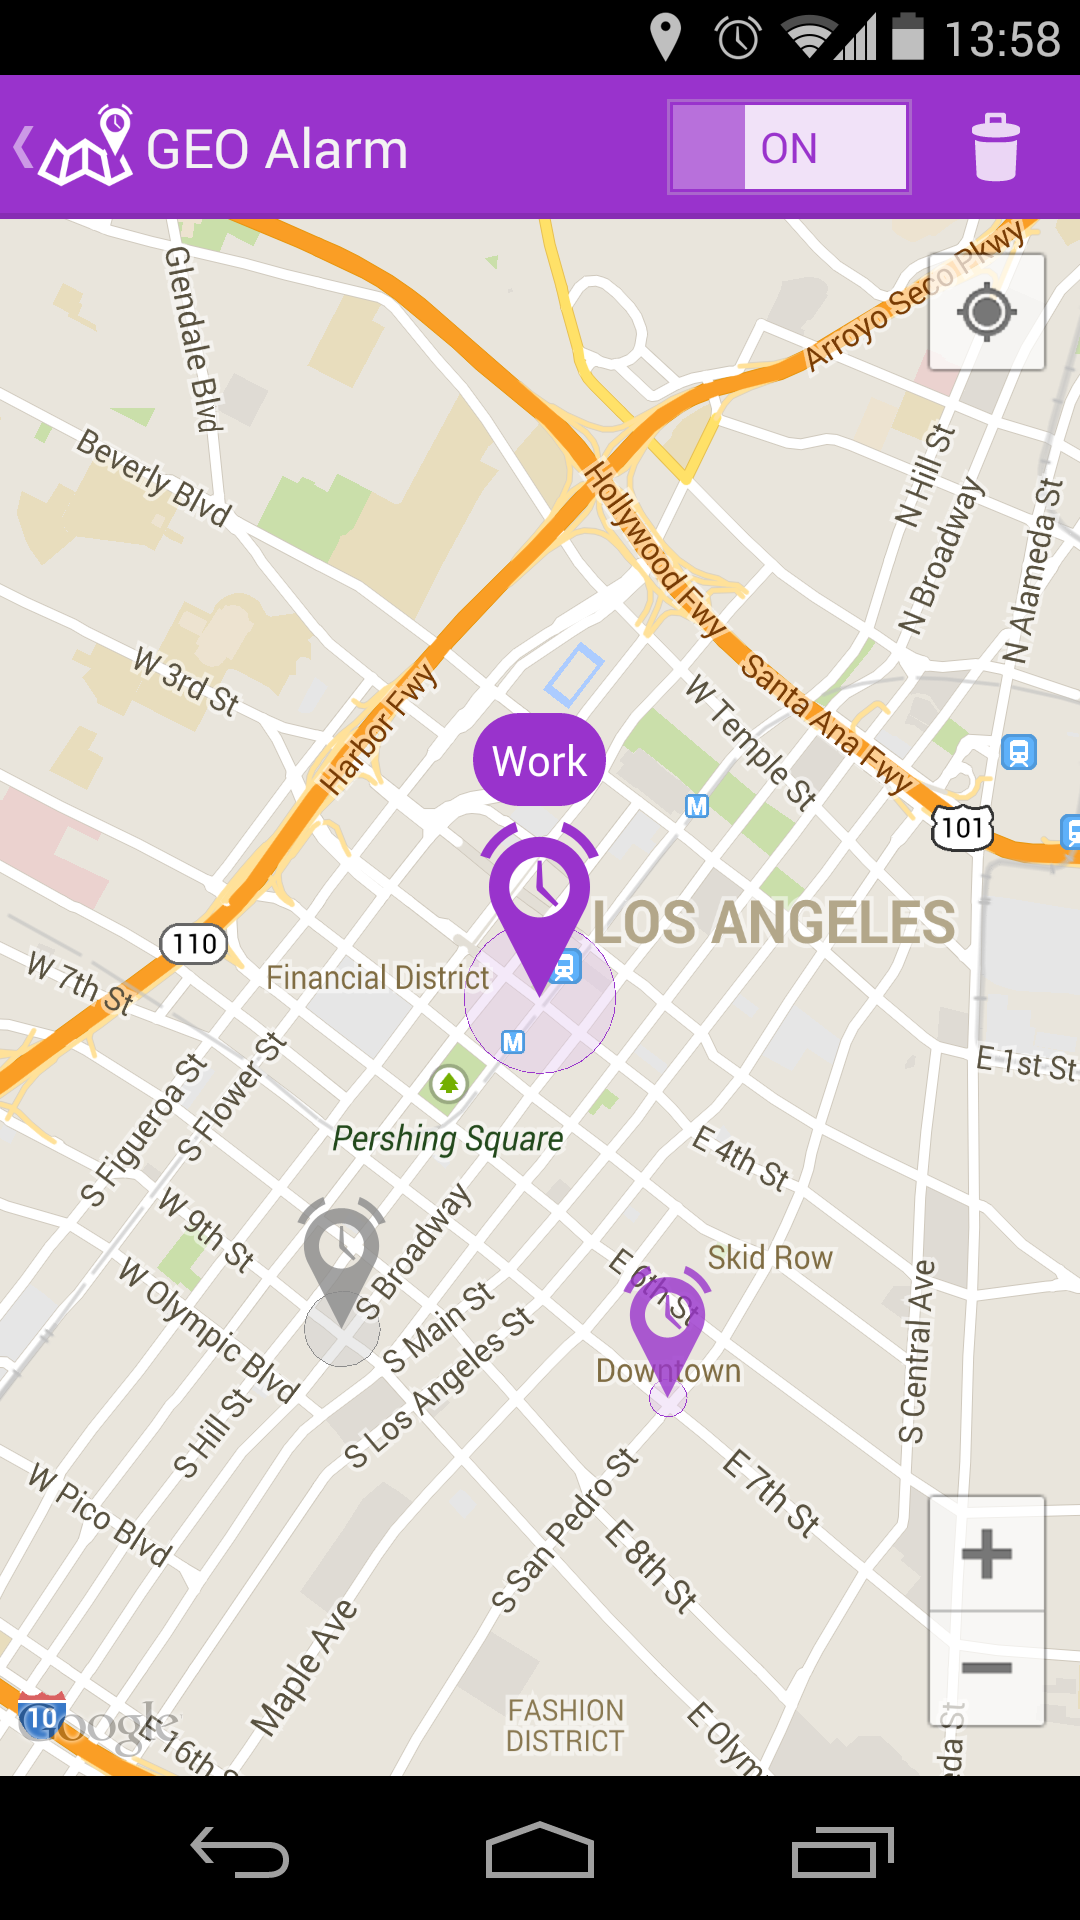 13:58
GEO Alarm
ON
Glendale Blvd
Arroyo Seco Pkwy
Beverly Blvd
N Hill St
N Broadway
N Alameda St
Hollywood Fwy
W 3rd St
Harbor Fwy
W Temple St
Santa Ana Fwy
Work
M
101
LOS ANGELES
110
Financial District
W 7th St
M
E 1st St
S Figueroa St
S Flower St
Pershing Square
E 4th St
W 9th St
S Broadway
Skid Row
E 6th St
W Olympic Blvd
S Main St
S Los Angeles St
Downtown
S Central Ave
S Hill St
W Pico Blvd
S San Pedro St
E 7th St
E 8th St
Maple Ave
FASHION
DISTRICT
10
Google
E 16th S
E Olym
eda St